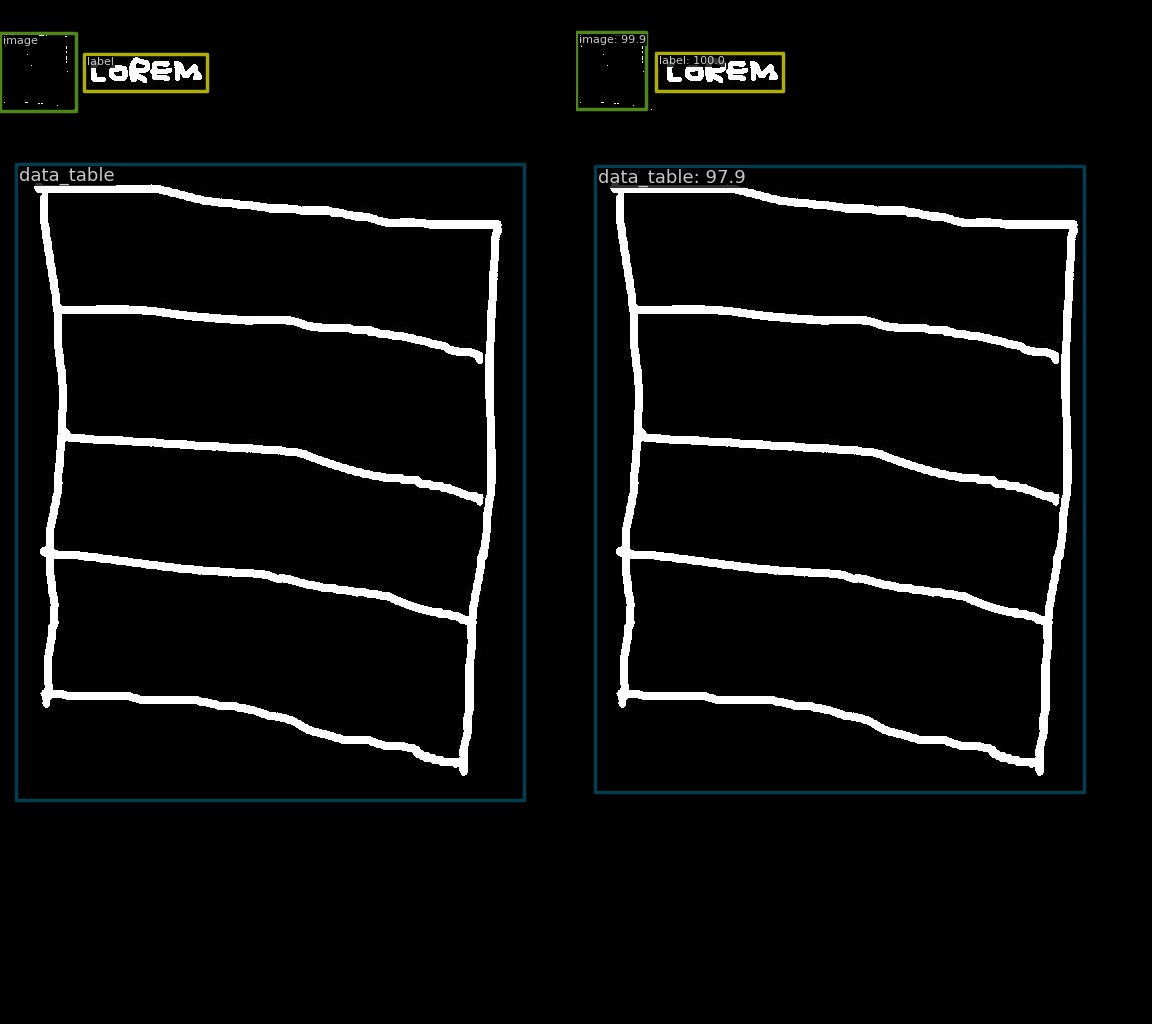 image
image: 99.9
label
label: 100.0
LOREM
LOREM
data_table
data_table: 97.9